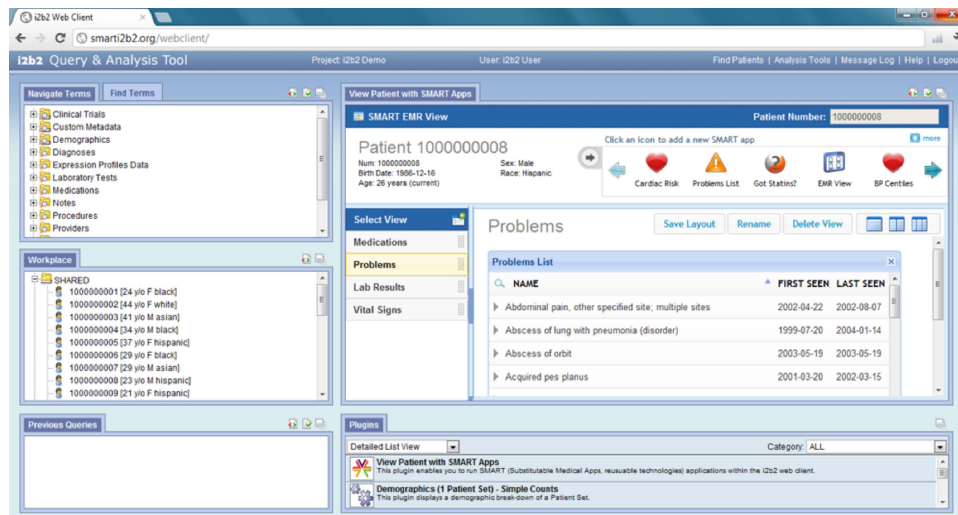 i2b2 Web Client
smarti2b2.org/webclient/
i2b2 Query & Analysis Tool Project: i2b2 Demo User: i2b2 User Find Patients | Analysis Tools | Message Log | Help | Logou
Navigate Terms Find Terms
Clinical Trials
Custom Metadata
Demographics
Diagnoses
Expression Profiles Data
Laboratory Tests
Medications
Notes
Procedures
Providers
Workplace
SHARED
1000000001 [24 y/o F black]
1000000002 [44 y/o F white]
1000000003 [41 y/o M asian]
1000000004 [34 y/o M black]
1000000005 [37 y/o F hispanic]
1000000006 [29 y/o F black]
1000000007 [29 y/o M asian]
1000000008 [23 y/o M hispanic]
1000000009 [21 y/o F hispanic]
Previous Queries
View Patient with SMART Apps
SMART EMR View Patient Number: 1000000008
Patient 1000000008
Num: 1000000008 Sex: Male
Birth Date: 1986-12-16 Race: Hispanic
Age: 26 years (current)
Click an icon to add a new SMART app more
Cardiac Risk Problems List Got Statins? EMR View BP Centiles
Select View
Medications
Problems
Lab Results
Vital Signs
Problems Save Layout Rename Delete View
Problems List
NAME FIRST SEEN LAST SEEN
Abdominal pain, other specified site; multiple sites 2002-04-22 2002-08-07
Abscess of lung with pneumonia (disorder) 1999-07-20 2004-01-14
Abscess of orbit 2003-05-19 2003-05-19
Acquired pes planus 2001-03-20 2002-03-15
Plugins
Detailed List View Category: ALL
View Patient with SMART Apps
This plugin enables you to run SMART (Substitutable Medical Apps, reusuable technologies) applications within the i2b2 web client.
Demographics (1 Patient Set) - Simple Counts
This plugin displays a demographic break-down of a Patient Set.